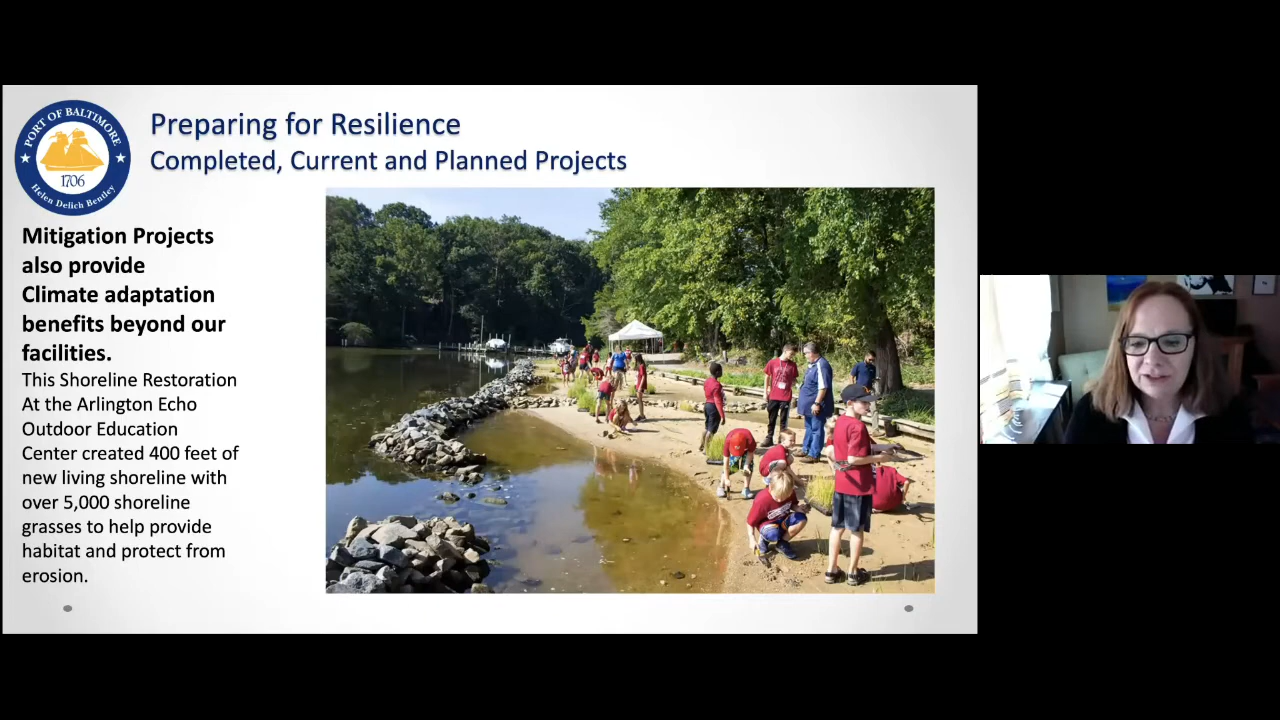 PORT OF BALTIMORE
1706
Helen Delich Bentley
Preparing for Resilience
Completed, Current and Planned Projects
Mitigation Projects
also provide
Climate adaptation
benefits beyond our
facilities.
This Shoreline Restoration
At the Arlington Echo
Outdoor Education
Center created 400 feet of
new living shoreline with
over 5,000 shoreline
grasses to help provide
habitat and protect from
erosion.